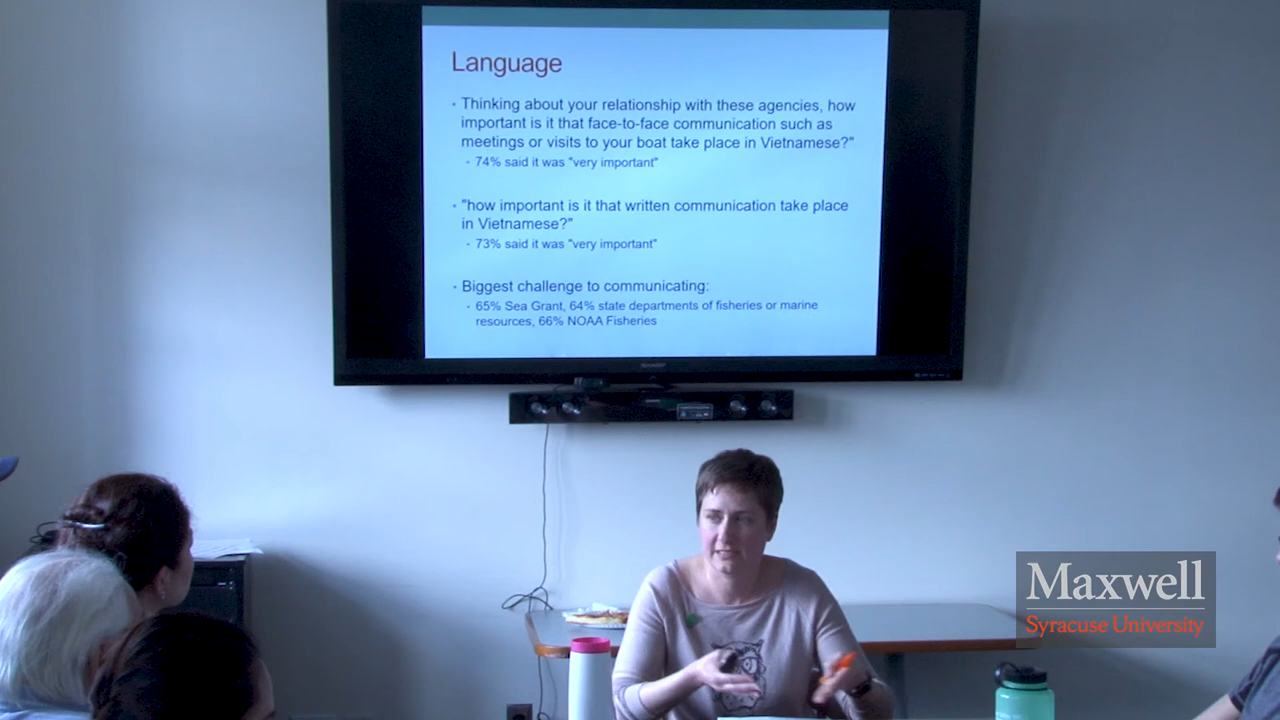 Language
· Thinking about your relationship with these agencies, how
important is it that face-to-face communication such as
meetings or visits to your boat take place in Vietnamese?"
- 74% said it was "very important"
· "how important is it that written communication take place
in Vietnamese?"
- 73% said it was "very important"
· Biggest challenge to communicating:
- 65% Sea Grant, 64% state departments of fisheries or marine
resources, 66% NOAA Fisheries
SHARP
Maxwell
Syracuse University